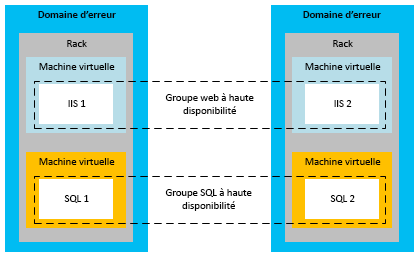 Domaine d'erreur
Domaine d'erreur
Rack
Rack
Machine virtuelle
Machine virtuelle
IIS 1
Groupe web à haute
disponibilité
IIS 2
Machine virtuelle
Machine virtuelle
SQL 1
Groupe SQL à haute
disponibilité
SQL 2